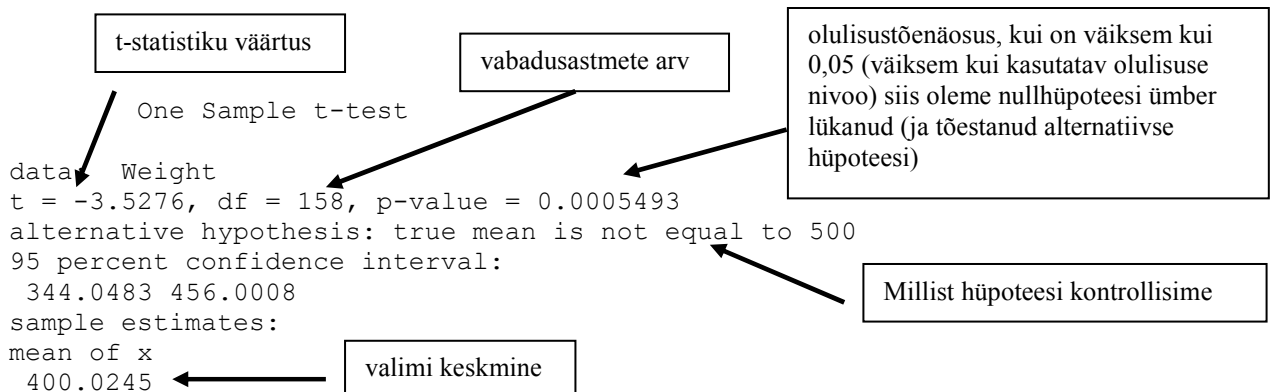 t-statistiku väärtus
vabadusastmete arv
olulisustõenäosus, kui on väiksem kui
0,05 (väiksem kui kasutatav olulisuse
nivoo) siis oleme nullhüpoteesi ümber
lükanud (ja tõestanud alternatiivse
hüpoteesi)
One Sample t-test
data: Weight
t = -3.5276, df = 158, p-value = 0.0005493
alternative hypothesis: true mean is not equal to 500
95 percent confidence interval:
344.0483 456.0008
Millist hüpoteesi kontrollisime
sample estimates:
mean of x
400.0245
valimi keskmine